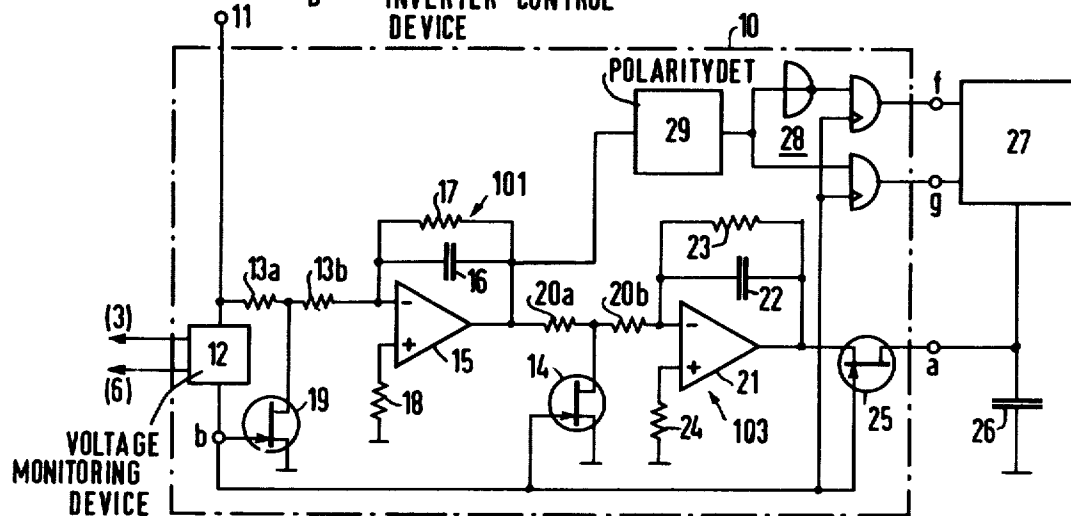 INVERTER CONTROL
DEVICE
11
10
POLARITYDET
29
28
f
27
g
17
101
16
13a
13b
15
18
(3)
(6)
12
19
b
VOLTAGE
MONITORING
DEVICE
20a
20b
14
23
22
21
24
103
25
a
26